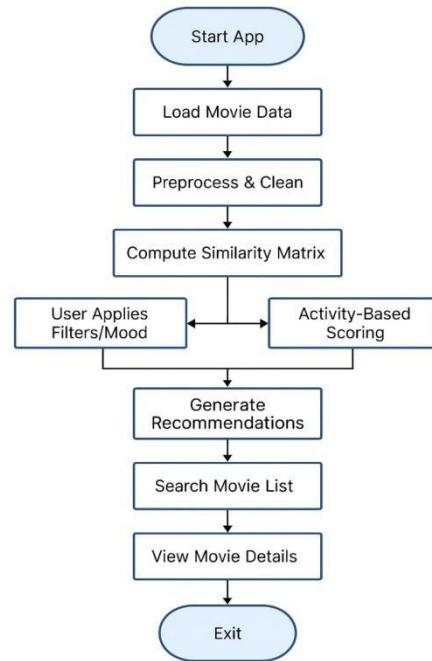 Start App
Load Movie Data
Preprocess & Clean
Compute Similarity Matrix
User Applies
Filters/Mood
Activity-Based
Scoring
Generate
Recommendations
Search Movie List
View Movie Details
Exit